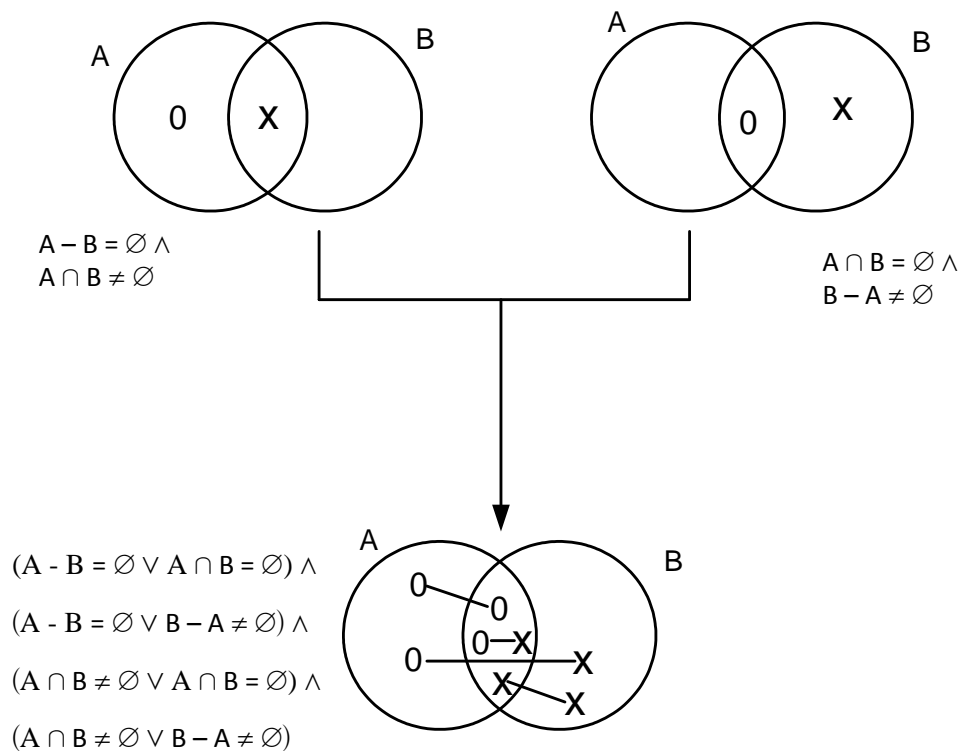 A
B
0
X
A
B
0
X
A – B = ∅ ∧
A ∩ B ≠ ∅
A ∩ B = ∅ ∧
B – A ≠ ∅
A
B
0
0
0
X
0
X
X
X
(A - B = ∅ ∨ A ∩ B = ∅) ∧
(A - B = ∅ ∨ B – A ≠ ∅) ∧
(A ∩ B ≠ ∅ ∨ A ∩ B = ∅) ∧
(A ∩ B ≠ ∅ ∨ B – A ≠ ∅)